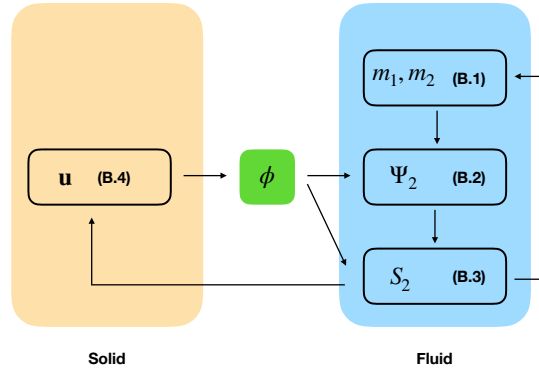 m₁, m₂ (B.1)
u (B.4)
ϕ
Ψ₂ (B.2)
S₂ (B.3)
Solid
Fluid